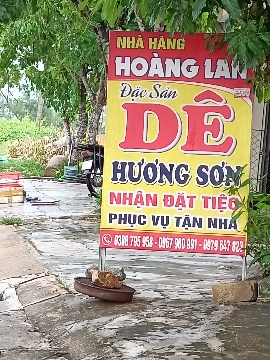 NHÀ HÀNG
HOÀNG LAN
Đặc Sản
DÊ
HƯƠNG SƠN
NHẬN ĐẶT TIỆC
PHỤC VỤ TẬN NHÀ